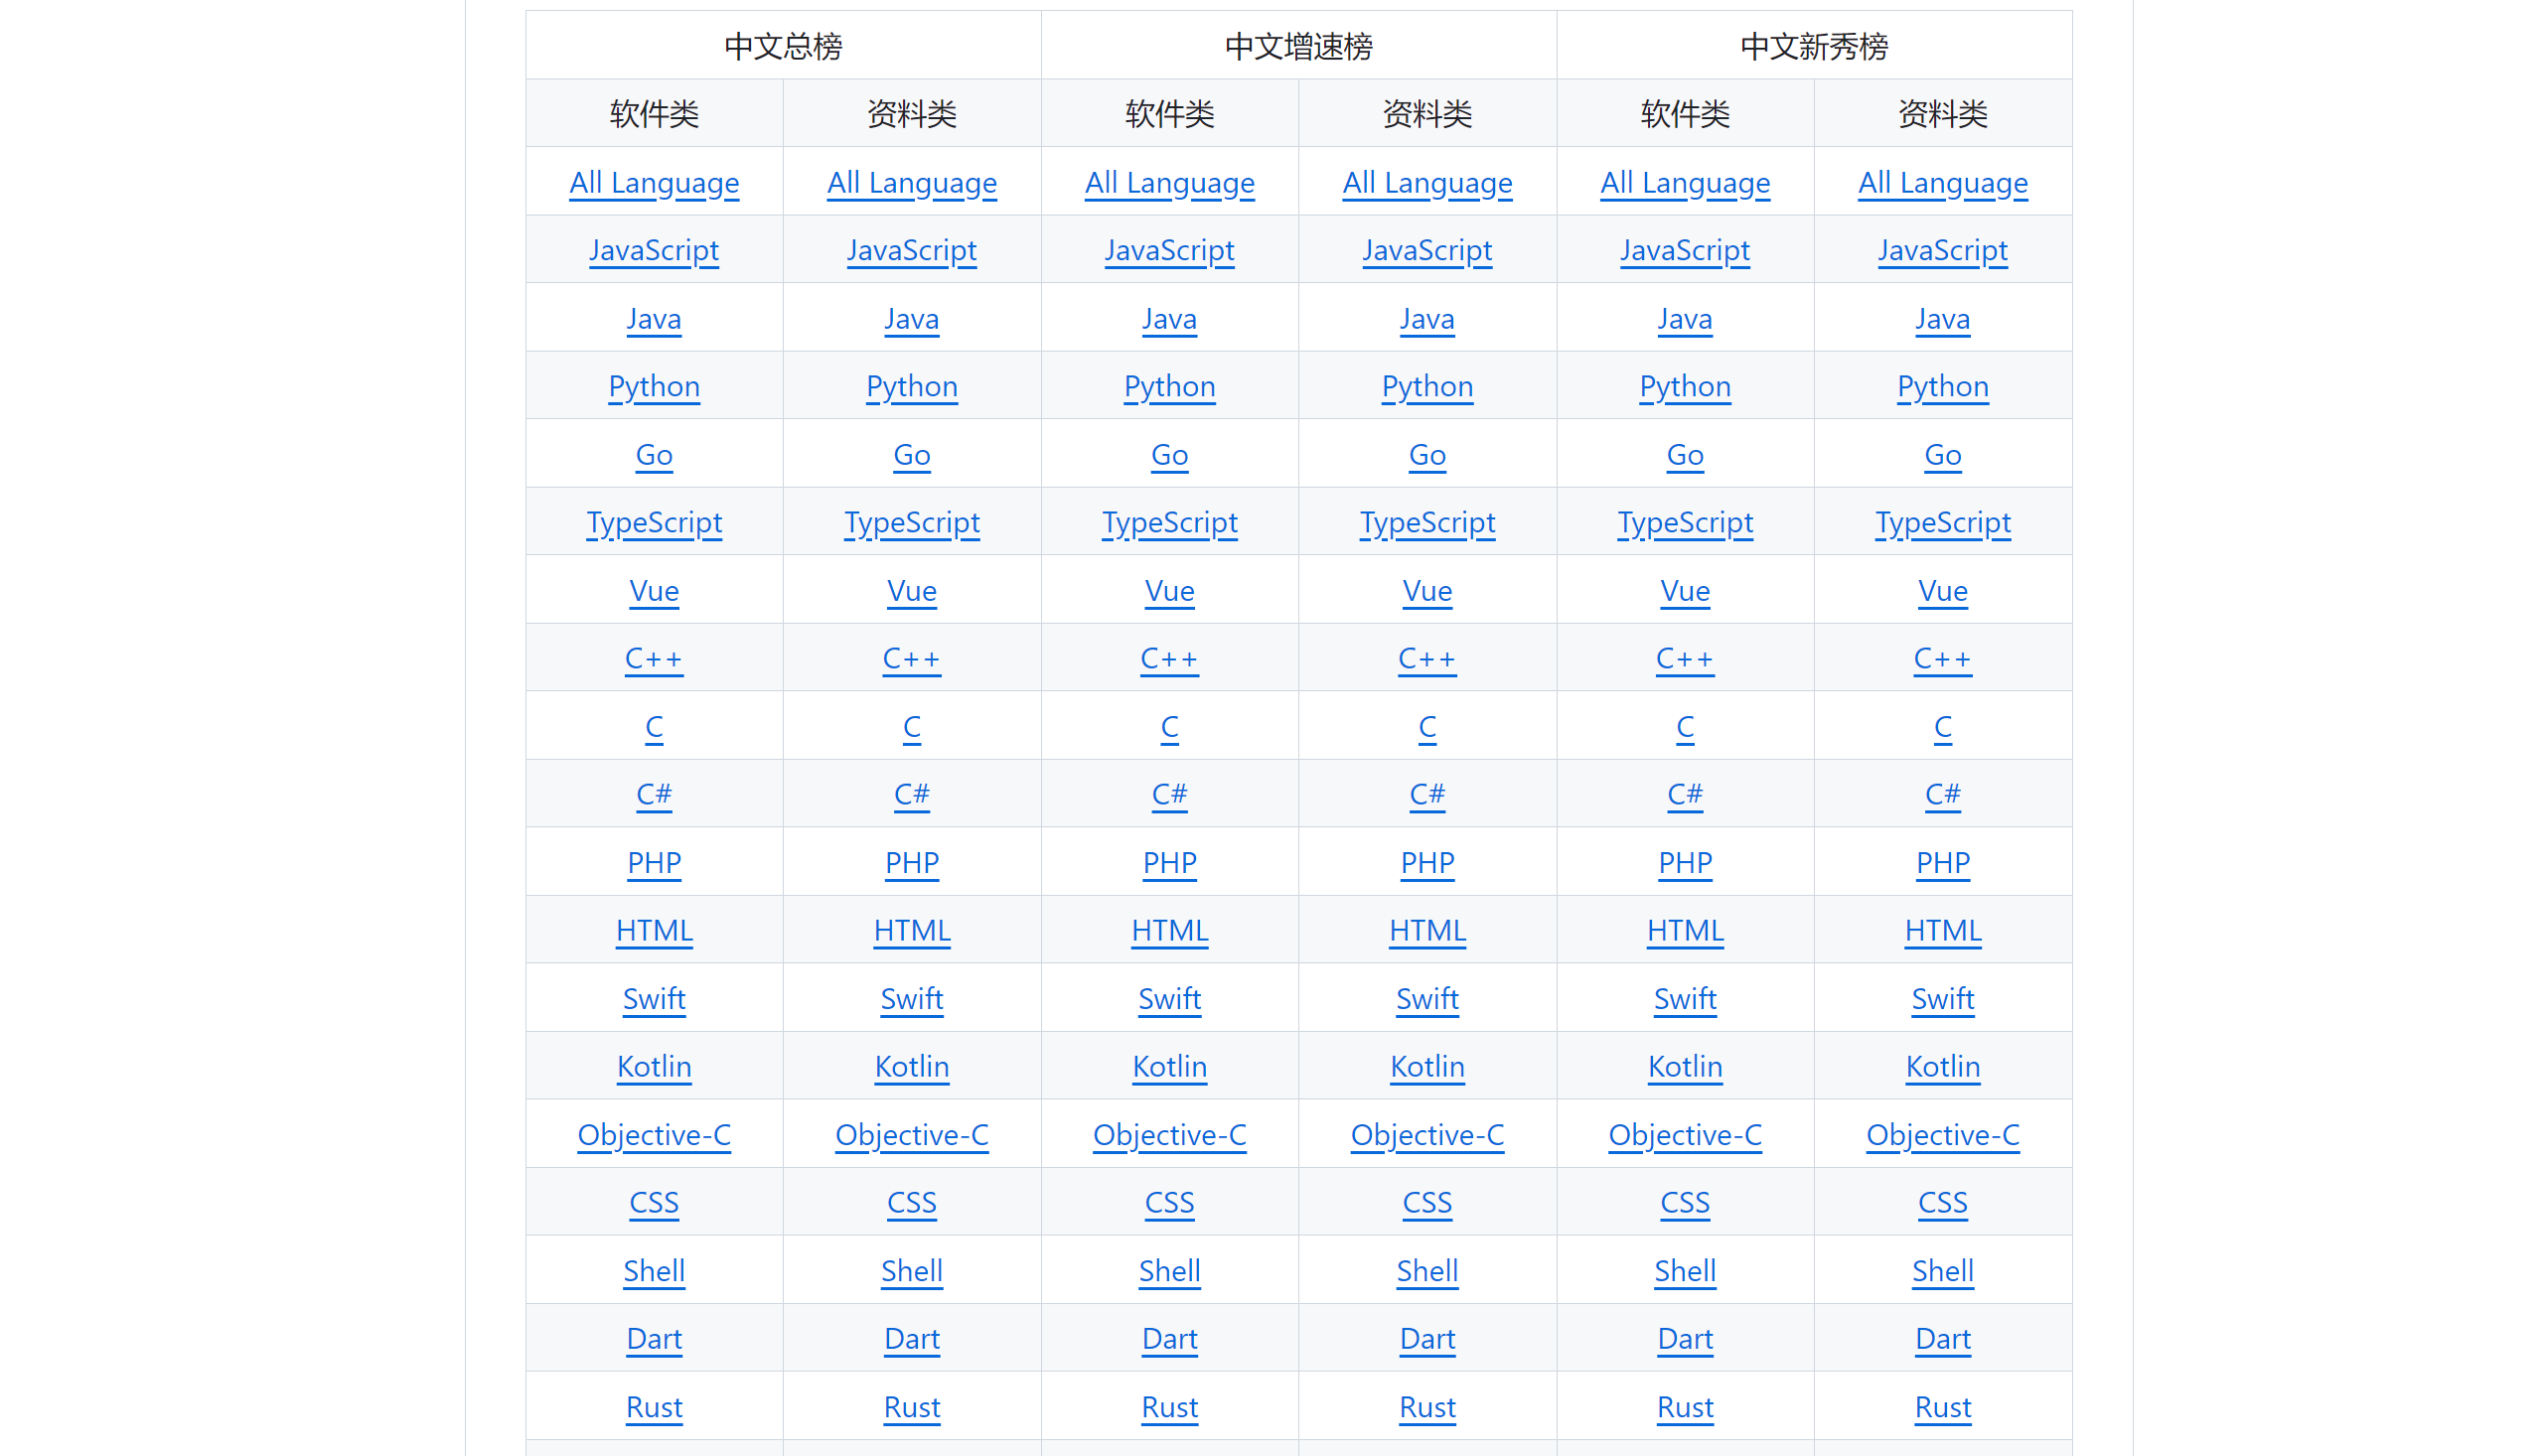 中文总榜 中文增速榜 中文新秀榜
软件类 资料类 软件类 资料类 软件类 资料类
All Language All Language All Language All Language All Language All Language
JavaScript JavaScript JavaScript JavaScript JavaScript JavaScript
Java Java Java Java Java Java
Python Python Python Python Python Python
Go Go Go Go Go Go
TypeScript TypeScript TypeScript TypeScript TypeScript TypeScript
Vue Vue Vue Vue Vue Vue
C++ C++ C++ C++ C++ C++
C C C C C C
C# C# C# C# C# C#
PHP PHP PHP PHP PHP PHP
HTML HTML HTML HTML HTML HTML
Swift Swift Swift Swift Swift Swift
Kotlin Kotlin Kotlin Kotlin Kotlin Kotlin
Objective-C Objective-C Objective-C Objective-C Objective-C Objective-C
CSS CSS CSS CSS CSS CSS
Shell Shell Shell Shell Shell Shell
Dart Dart Dart Dart Dart Dart
Rust Rust Rust Rust Rust Rust